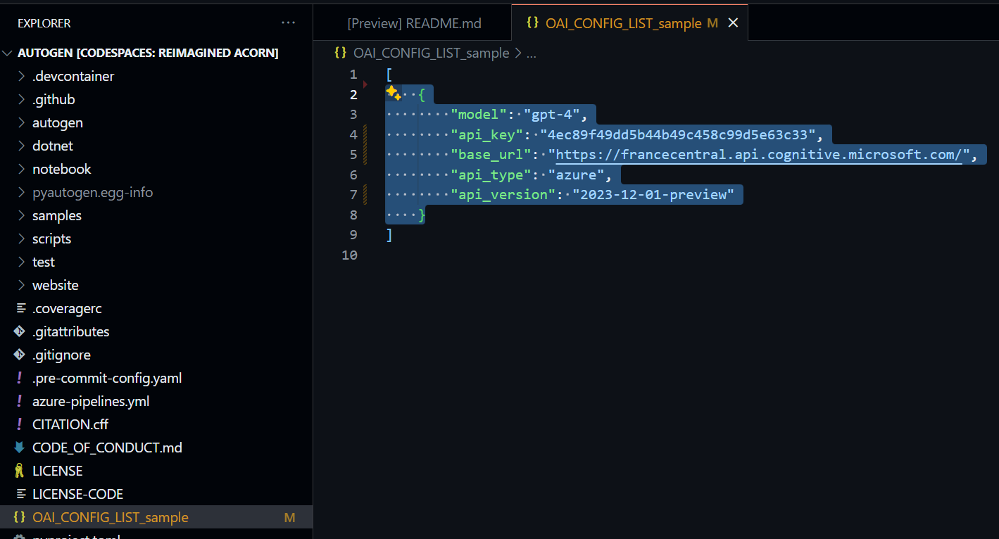 EXPLORER
AUTOGEN [CODESPACES: REIMAGINED ACORN]
.devcontainer
.github
autogen
dotnet
notebook
pyautogen.egg-info
samples
scripts
test
website
.coveragerc
.gitattributes
.gitignore
.pre-commit-config.yaml
azure-pipelines.yml
CITATION.cff
CODE_OF_CONDUCT.md
LICENSE
LICENSE-CODE
OAI_CONFIG_LIST_sample M
pyproject.toml
[Preview] README.md
{} OAI_CONFIG_LIST_sample M
{} OAI_CONFIG_LIST_sample > ...
1 [
2 {
3 "model": "gpt-4",
4 "api_key": "4ec89f49dd5b44b49c458c99d5e63c33",
5 "base_url": "https://francecentral.api.cognitive.microsoft.com/",
6 "api_type": "azure",
7 "api_version": "2023-12-01-preview"
8 }
9 ]
10